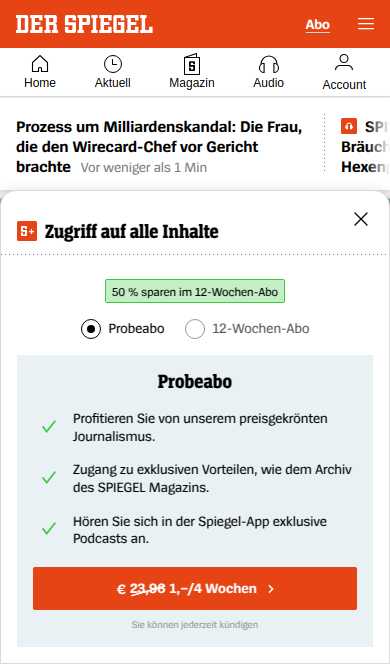 DER SPIEGEL
Abo
Home
Aktuell
Magazin
Audio
Account
Prozess um Milliardenskandal: Die Frau,
die den Wirecard-Chef vor Gericht
brachte Vor weniger als 1 Min
S+ Zugriff auf alle Inhalte
50 % sparen im 12-Wochen-Abo
Probeabo
12-Wochen-Abo
Probeabo
Profitieren Sie von unserem preisgekrönten
Journalismus.
Zugang zu exklusiven Vorteilen, wie dem Archiv
des SPIEGEL Magazins.
Hören Sie sich in der Spiegel-App exklusive
Podcasts an.
€ 23,96 1,–/4 Wochen
Sie können jederzeit kündigen